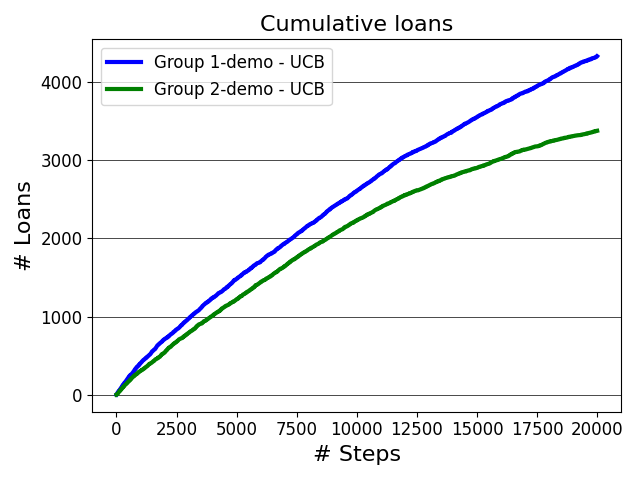 Cumulative loans
Group 1-demo - UCB
Group 2-demo - UCB
# Loans
4000
3000
2000
1000
0
0 2500 5000 7500 10000 12500 15000 17500 20000
# Steps